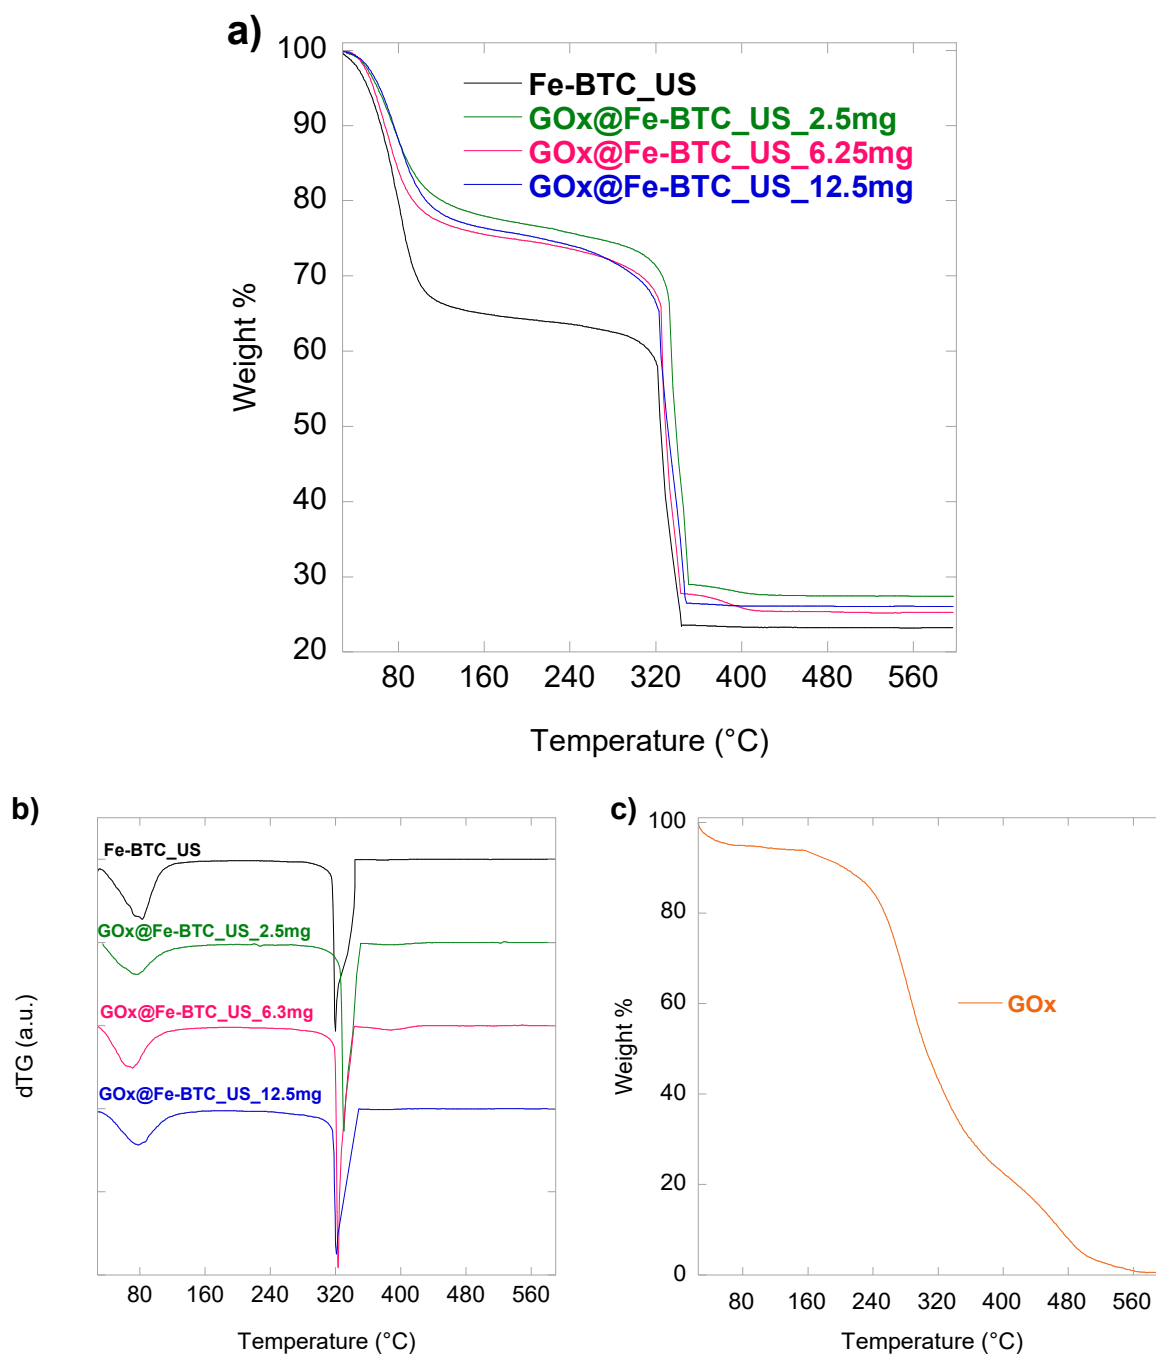 a)
100
90
80
70
60
50
40
30
20
Weight %
Fe-BTC_US
GOx@Fe-BTC_US_2.5mg
GOx@Fe-BTC_US_6.25mg
GOx@Fe-BTC_US_12.5mg
80 160 240 320 400 480 560
Temperature (°C)
b)
Fe-BTC_US
GOx@Fe-BTC_US_2.5mg
GOx@Fe-BTC_US_6.3mg
GOx@Fe-BTC_US_12.5mg
dTG (a.u.)
80 160 240 320 400 480 560
Temperature (°C)
c)
100
80
60
40
20
0
Weight %
GOx
80 160 240 320 400 480 560
Temperature (°C)